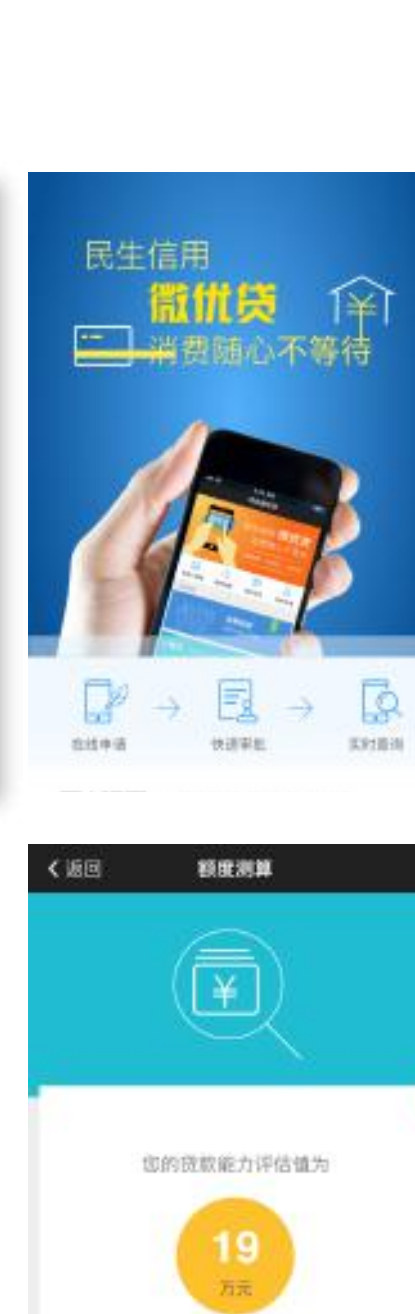 民生信用
微优贷
消费随心不等待
在线申请
快速审批
实时查询
返回
额度测算
您的贷款能力评估值为
19
万元